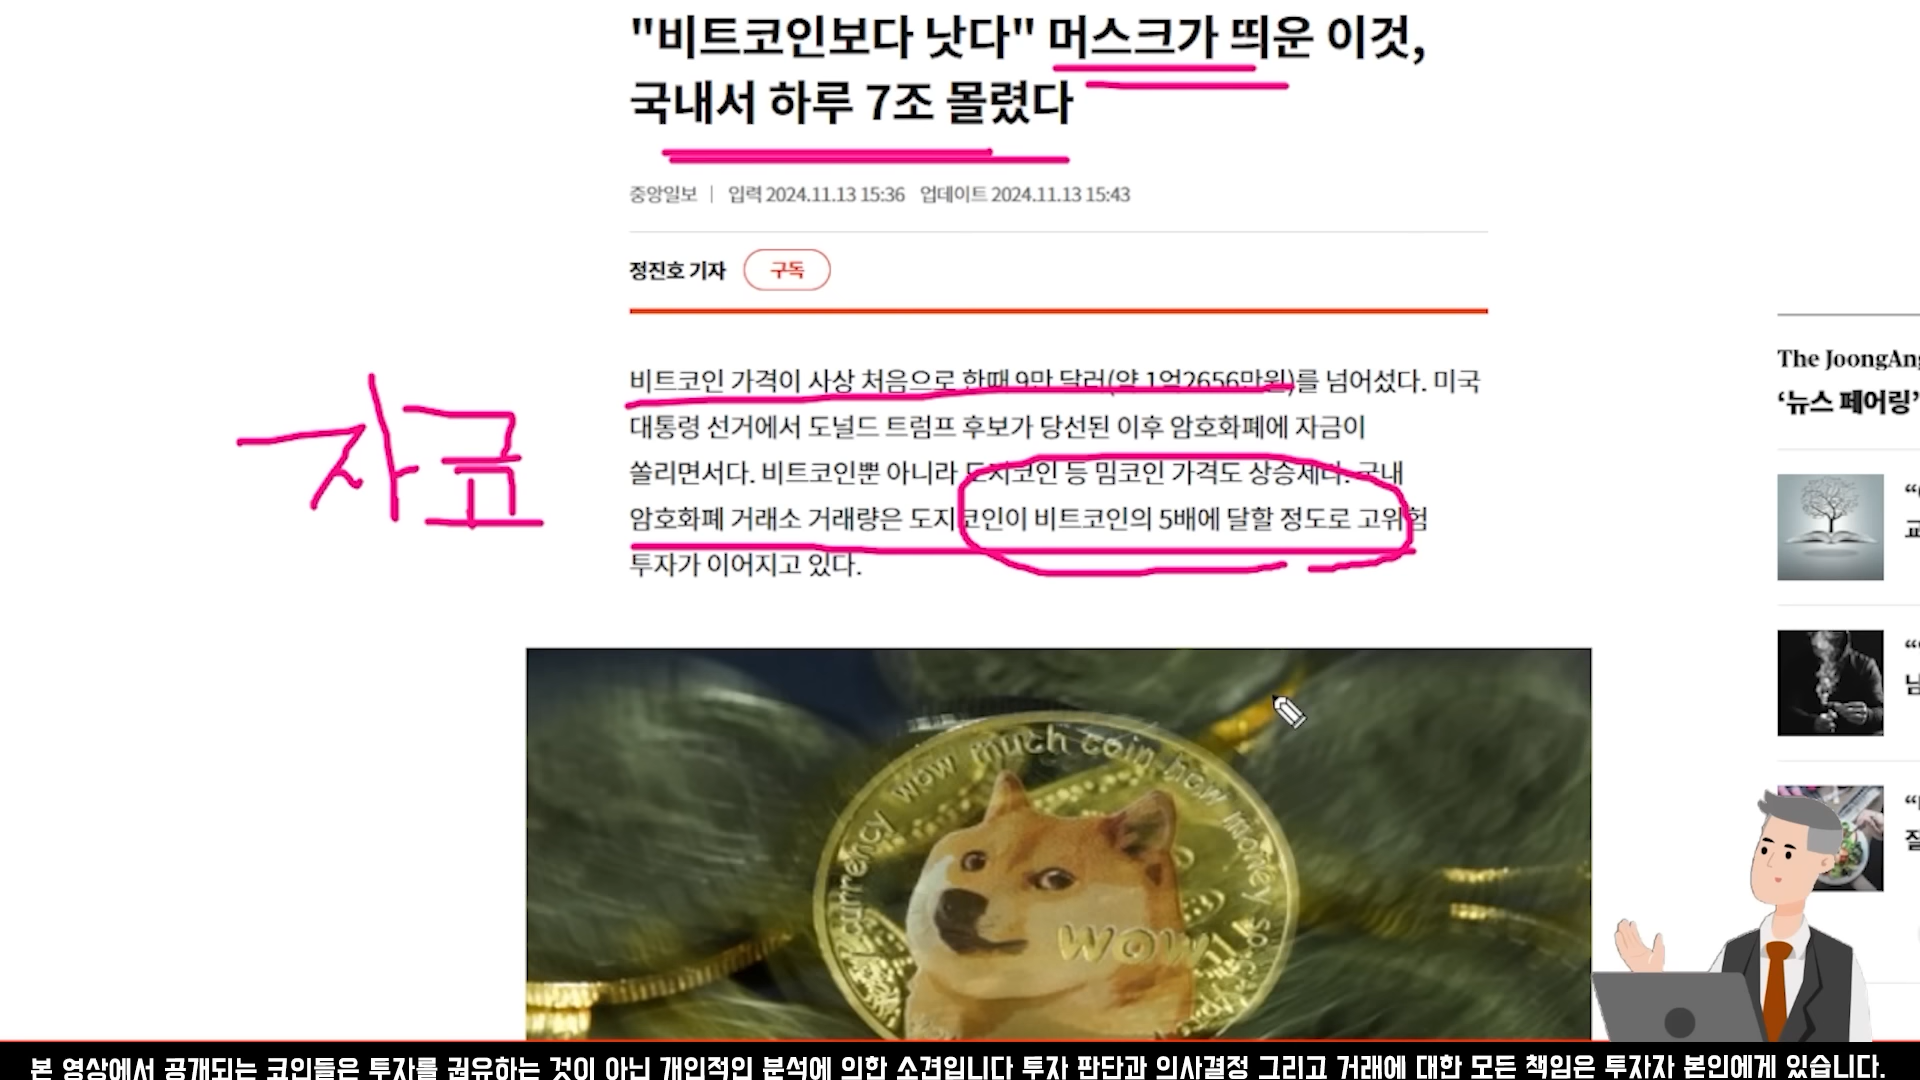 "비트코인보다 낫다" 머스크가 띄운 이것,
국내서 하루 7조 몰렸다
중앙일보 | 입력 2024.11.13 15:36 업데이트 2024.11.13 15:43
정진호 기자 구독
비트코인 가격이 사상 처음으로 한때 9만 달러(약 1억2656만원)를 넘어섰다. 미국
대통령 선거에서 도널드 트럼프 후보가 당선된 이후 암호화폐에 자금이
쏠리면서다. 비트코인뿐 아니라 도지코인 등 밈코인 가격도 상승세다. 국내
암호화폐 거래소 거래량은 도지코인이 비트코인의 5배에 달할 정도로 고위험
투자가 이어지고 있다.
자금
The JoongAng
‘뉴스 페어링’
wow much coin how money so
currency
WOW
본 영상에서 공개되는 코인들은 투자를 권유하는 것이 아닌 개인적인 분석에 의한 소견입니다 투자 판단과 의사결정 그리고 거래에 대한 모든 책임은 투자자 본인에게 있습니다.